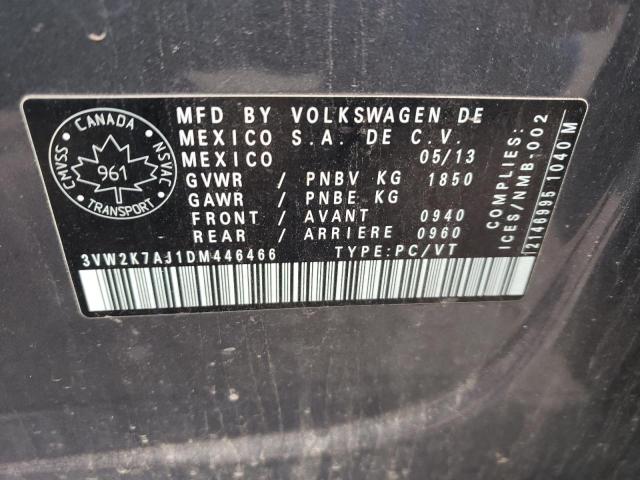 MFD BY VOLKSWAGEN DE
MEXICO S.A. DE C.V.
MEXICO 05/13
GVWR / PNBV KG 1850
GAWR / PNBE KG
FRONT / AVANT 0940
REAR / ARRIERE 0960
3VW2K7AJ1DM446466 TYPE:PC/VT
CANADA
CMVSS
NSVAC
961
TRANSPORT
COMPLIES:
ICES/NMB-002
12146995 1040 M